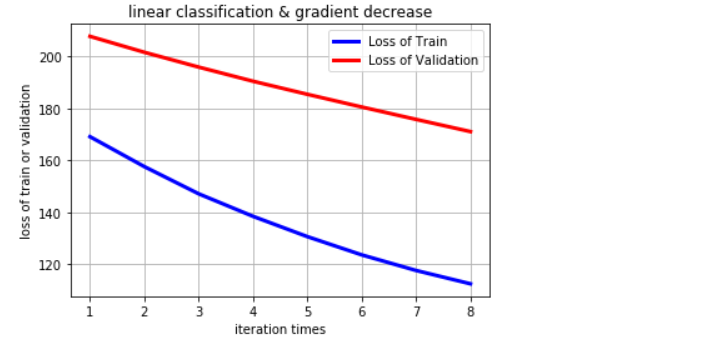 linear classification & gradient decrease
Loss of Train
Loss of Validation
loss of train or validation
200
180
160
140
120
1 2 3 4 5 6 7 8
iteration times